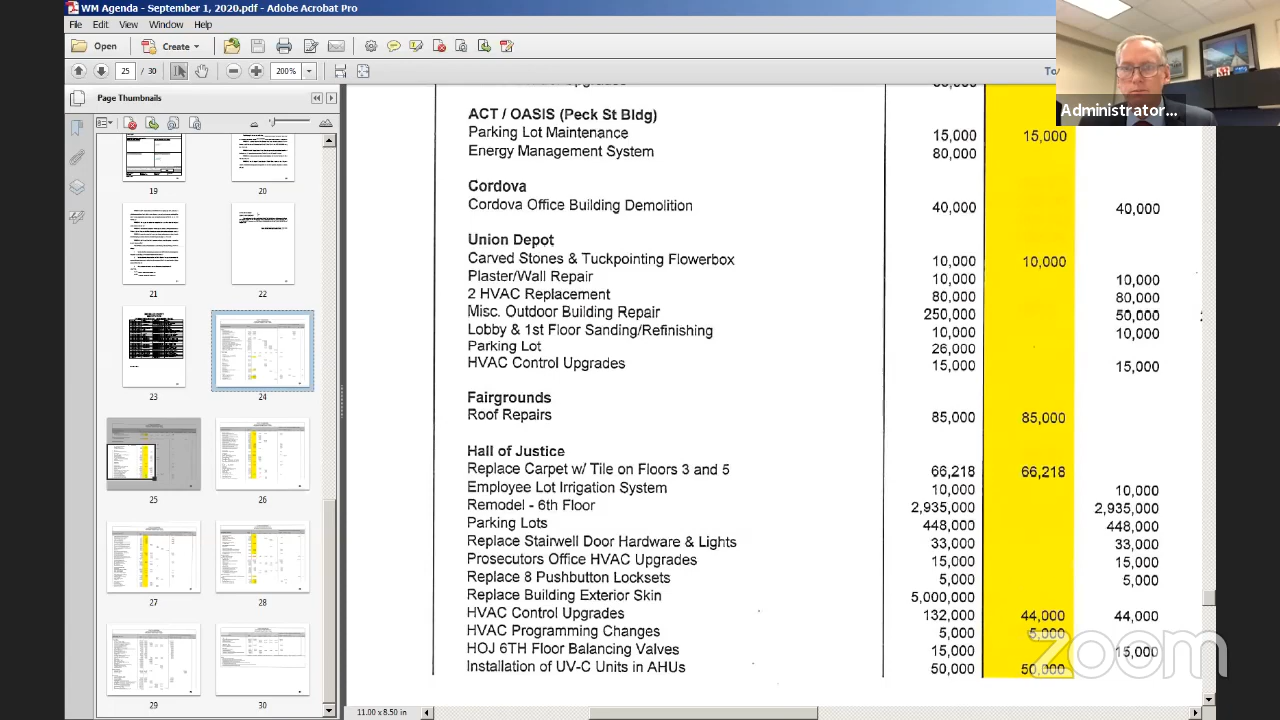 WM Agenda - September 1, 2020.pdf - Adobe Acrobat Pro
File Edit View Window Help
Open Create
25 / 30 200%
Page Thumbnails
19 20
21 22
23 24
25 26
27 28
29 30
11.00 x 8.50 in
Administrator...
ACT / OASIS (Peck St Bldg)
Parking Lot Maintenance 15,000 15,000
Energy Management System 80,000
Cordova
Cordova Office Building Demolition 40,000 40,000
Union Depot
Carved Stones & Tuckpointing Flowerbox 10,000 10,000
Plaster/Wall Repair 10,000 10,000
2 HVAC Replacement 80,000 80,000
Misc. Outdoor Building Repair 250,000 50,000
Lobby & 1st Floor Sanding/Refinishing 10,000 10,000
Parking Lot 26,000
HVAC Control Upgrades 15,000 15,000
Fairgrounds
Roof Repairs 85,000 85,000
Hall of Justice
Replace Carpet w/ Tile on Floors 3 and 5 66,218 66,218
Employee Lot Irrigation System 10,000 10,000
Remodel - 6th Floor 2,935,000 2,935,000
Parking Lots 448,000 448,000
Replace Stairwell Door Hardware & Lights 33,000 33,000
Prosecutors Office HVAC Upgrades 15,000 15,000
Replace 8 Pushbutton Locksets 5,000 5,000
Replace Building Exterior Skin 5,000,000
HVAC Control Upgrades 132,000 44,000 44,000
HVAC Programming Changes 5,000 5,000
HOJ 6TH Floor Balancing Valves 15,000 15,000
Installation of UV-C Units in AHUs 50,000 50,000
zoom